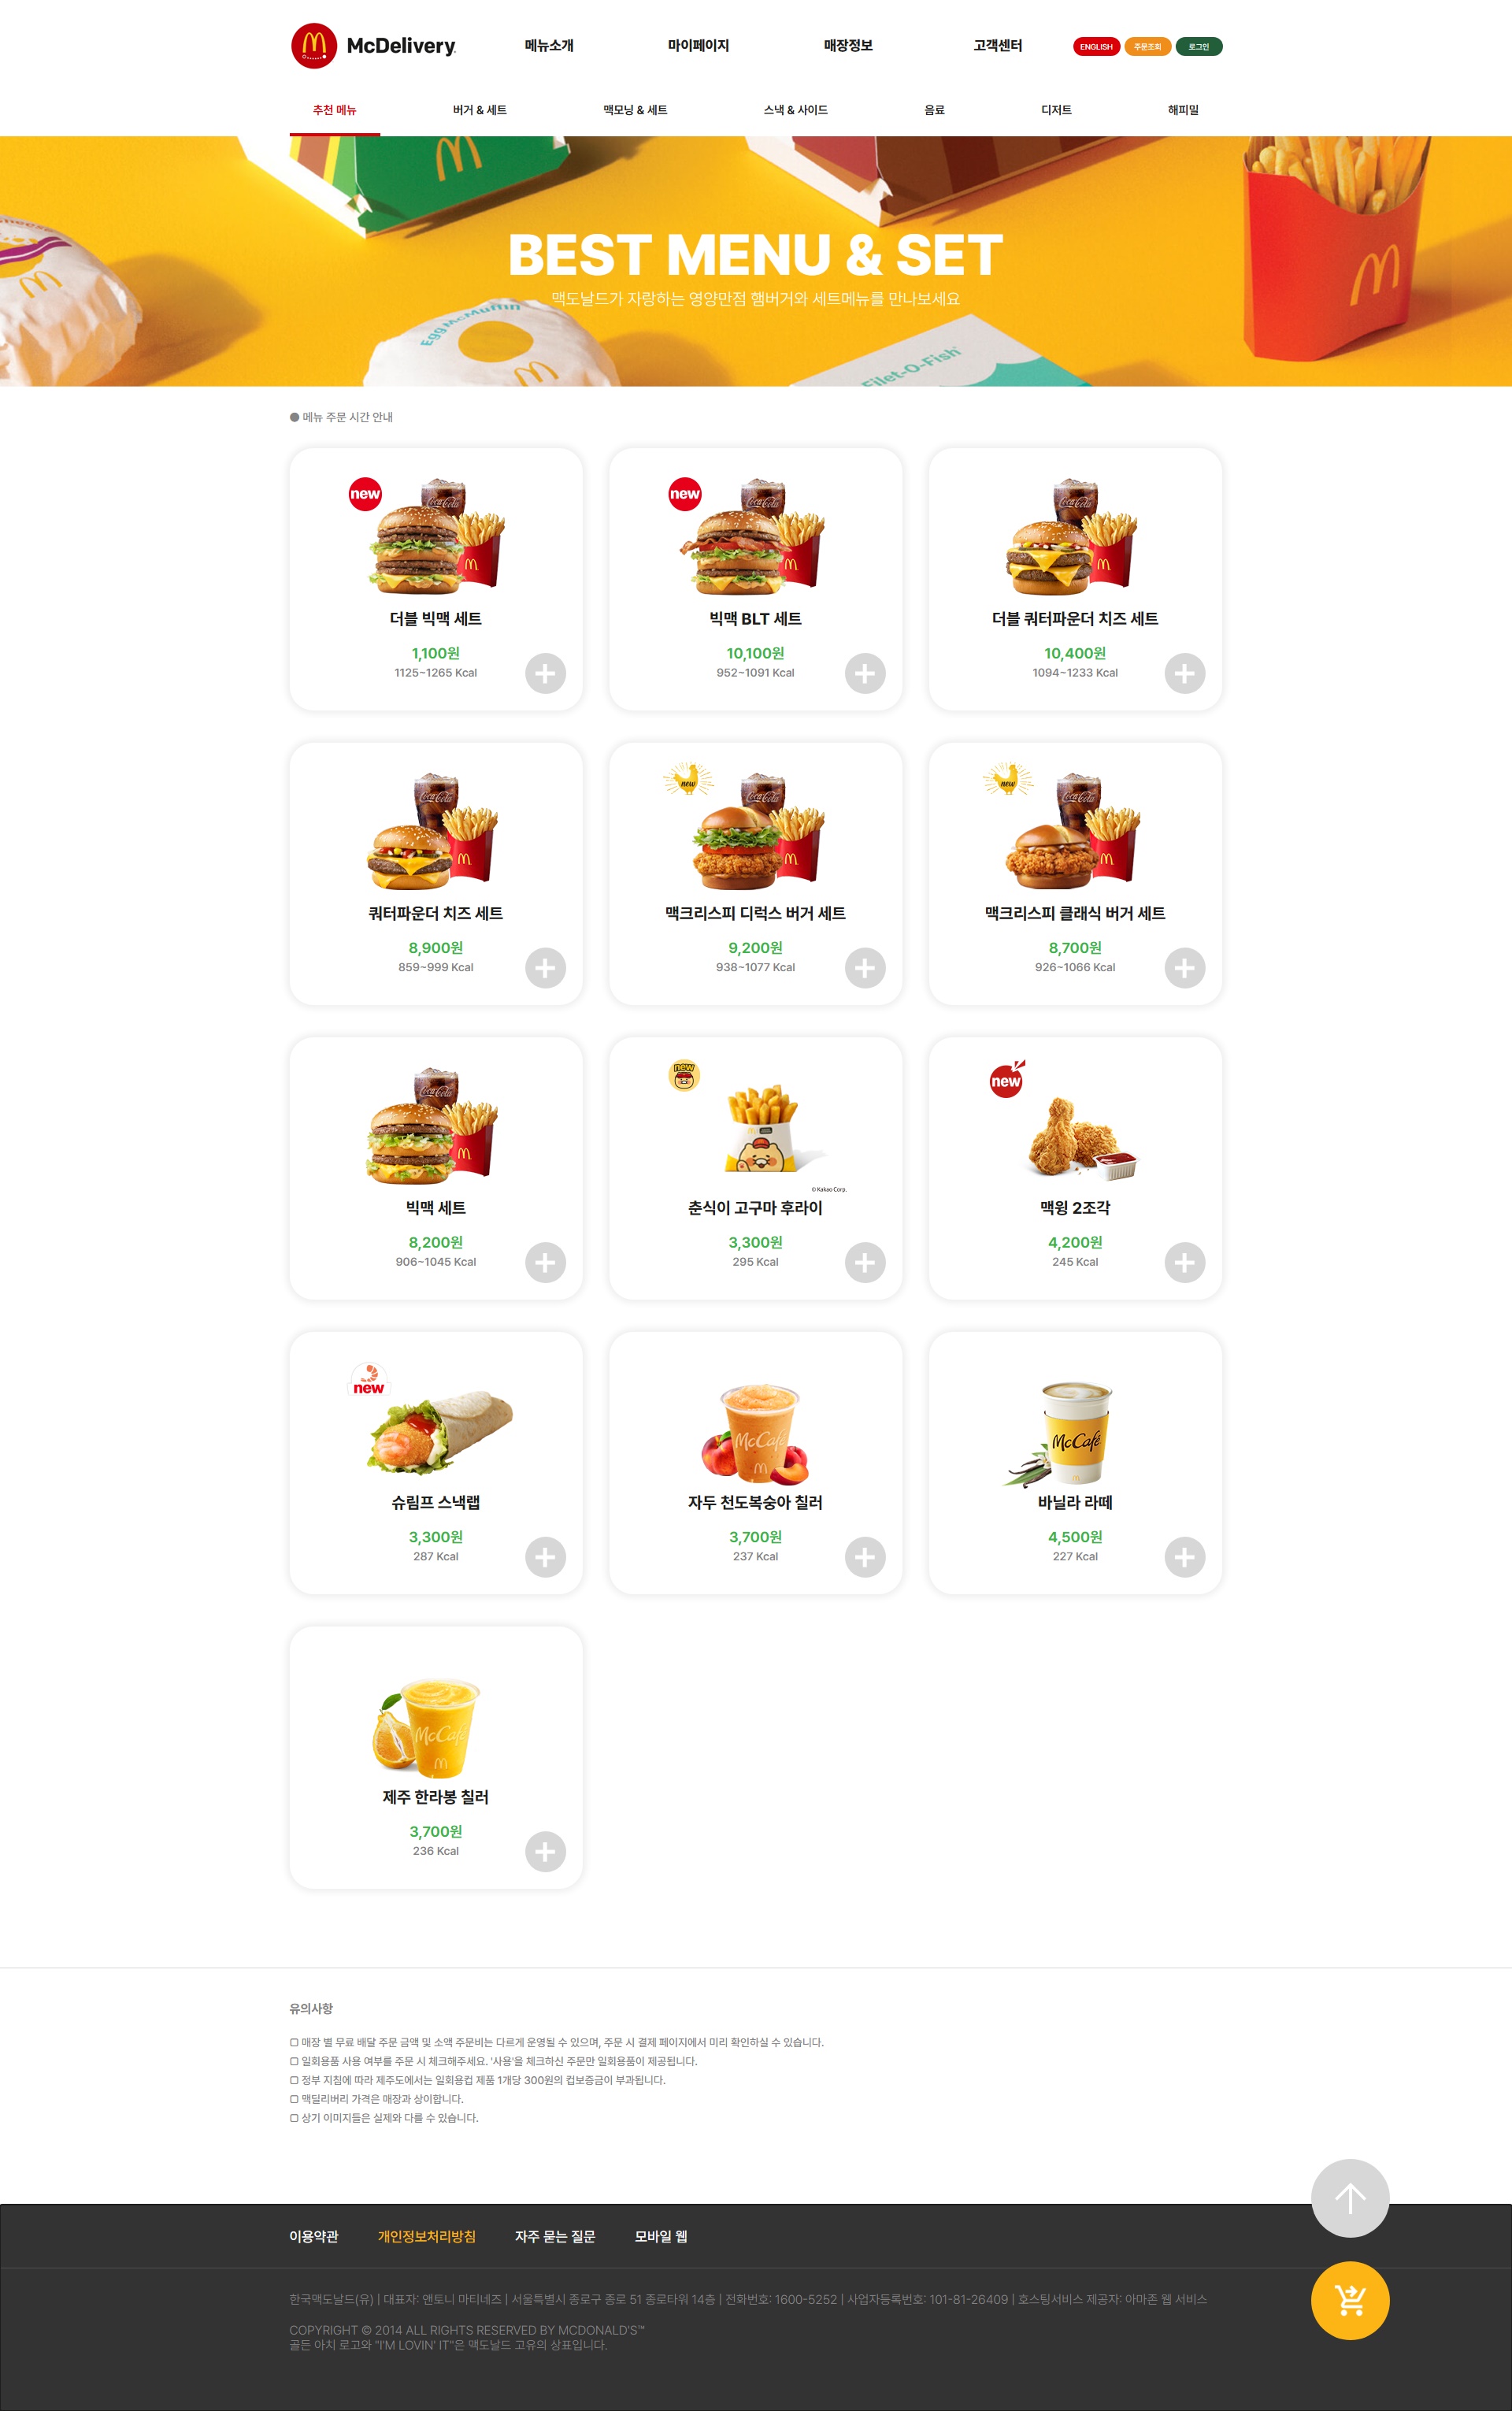 McDelivery
메뉴소개
마이페이지
매장정보
고객센터
ENGLISH
주문조회
로그인
추천 메뉴
버거 & 세트
맥모닝 & 세트
스낵 & 사이드
음료
디저트
해피밀
BEST MENU & SET
맥도날드가 자랑하는 영양만점 햄버거와 세트메뉴를 만나보세요
Egg McMuffin
Filet-O-Fish
메뉴 주문 시간 안내
new
Coca-Cola
더블 빅맥 세트
1,100원
1125~1265 Kcal
new
Coca-Cola
빅맥 BLT 세트
10,100원
952~1091 Kcal
Coca-Cola
더블 쿼터파운더 치즈 세트
10,400원
1094~1233 Kcal
Coca-Cola
쿼터파운더 치즈 세트
8,900원
859~999 Kcal
new
Coca-Cola
맥크리스피 디럭스 버거 세트
9,200원
938~1077 Kcal
new
Coca-Cola
맥크리스피 클래식 버거 세트
8,700원
926~1066 Kcal
Coca-Cola
빅맥 세트
8,200원
906~1045 Kcal
new
© Kakao Corp.
춘식이 고구마 후라이
3,300원
295 Kcal
new
맥윙 2조각
4,200원
245 Kcal
new
슈림프 스낵랩
3,300원
287 Kcal
McCafé
자두 천도복숭아 칠러
3,700원
237 Kcal
McCafé
바닐라 라떼
4,500원
227 Kcal
McCafé
제주 한라봉 칠러
3,700원
236 Kcal
유의사항
매장 별 무료 배달 주문 금액 및 소액 주문비는 다르게 운영될 수 있으며, 주문 시 결제 페이지에서 미리 확인하실 수 있습니다.
일회용품 사용 여부를 주문 시 체크해주세요. '사용'을 체크하신 주문만 일회용품이 제공됩니다.
정부 지침에 따라 제주도에서는 일회용컵 제품 1개당 300원의 컵보증금이 부과됩니다.
맥딜리버리 가격은 매장과 상이합니다.
상기 이미지들은 실제와 다를 수 있습니다.
이용약관
개인정보처리방침
자주 묻는 질문
모바일 웹
한국맥도날드(유) | 대표자: 앤토니 마티네즈 | 서울특별시 종로구 종로 51 종로타워 14층 | 전화번호: 1600-5252 | 사업자등록번호: 101-81-26409 | 호스팅서비스 제공자: 아마존 웹 서비스
COPYRIGHT © 2014 ALL RIGHTS RESERVED BY MCDONALD'S™
골든 아치 로고와 "I'M LOVIN' IT"은 맥도날드 고유의 상표입니다.